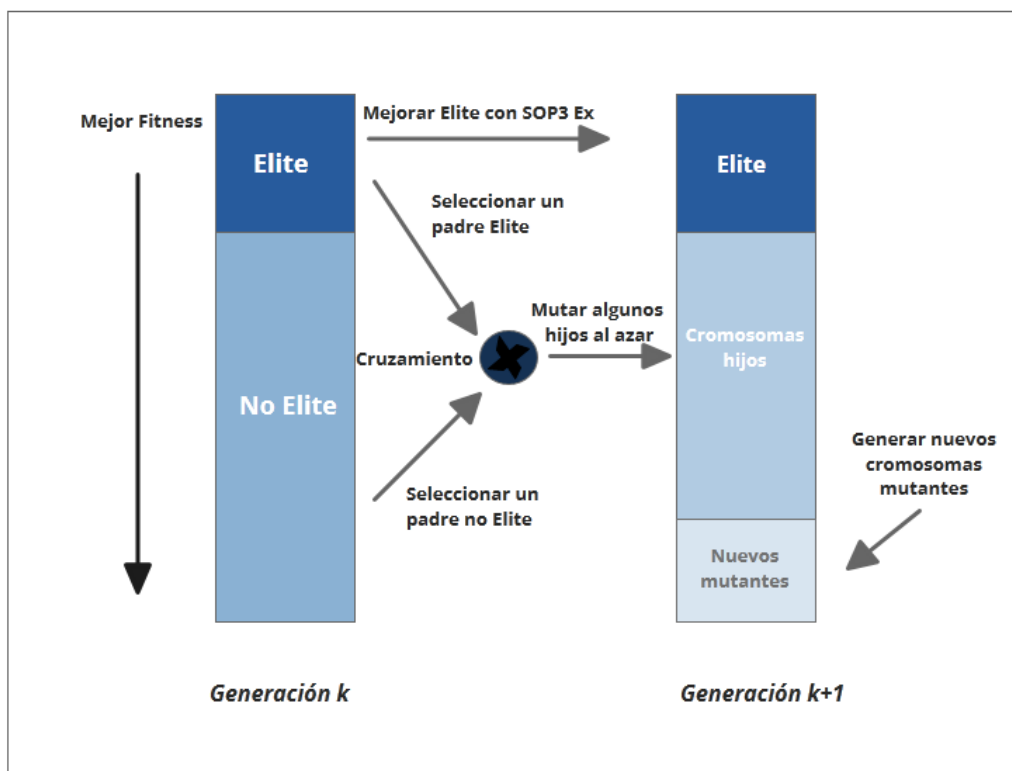 Mejor Fitness
Elite
Mejorar Elite con SOP3 Ex
Elite
Seleccionar un
padre Elite
No Elite
Cruzamiento
Mutar algunos
hijos al azar
Cromosomas
hijos
Seleccionar un
padre no Elite
Generar nuevos
cromosomas
mutantes
Nuevos
mutantes
Generación k
Generación k+1